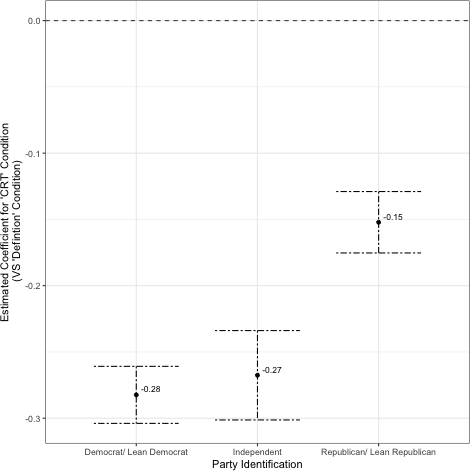 Estimated Coefficient for 'CRT' Condition
(VS 'Defintion' Condition)
0.0
-0.1
-0.2
-0.3
-0.28
-0.27
-0.15
Democrat/ Lean Democrat
Independent
Republican/ Lean Republican
Party Identification